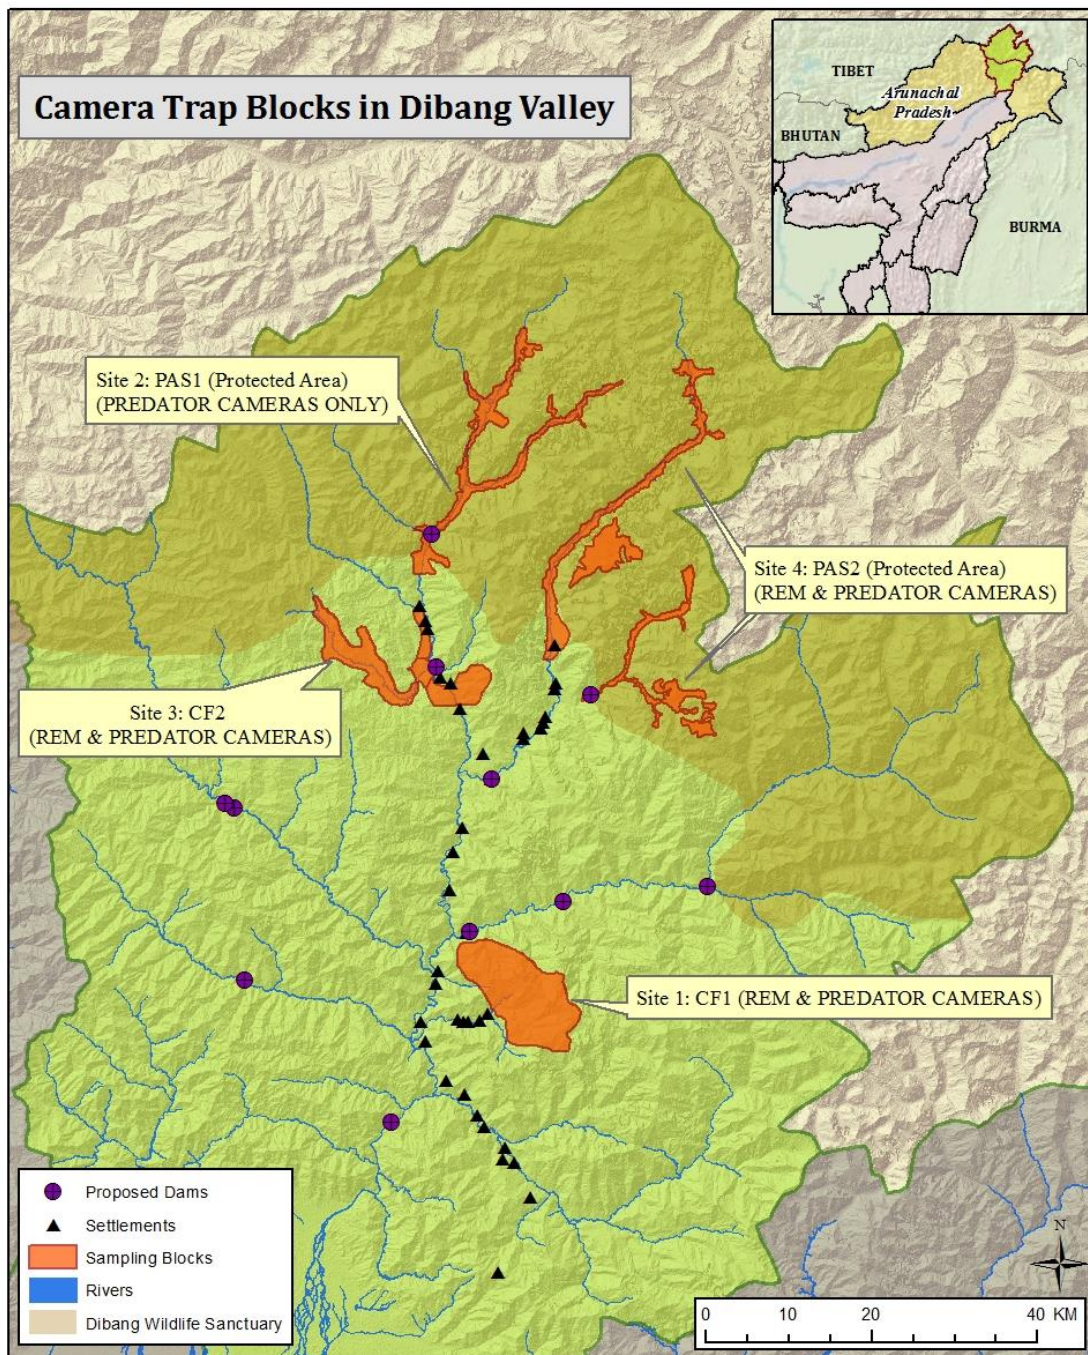 Camera Trap Blocks in Dibang Valley
TIBET
Arunachal
Pradesh
BHUTAN
BURMA
Site 2: PAS1 (Protected Area)
(PREDATOR CAMERAS ONLY)
Site 4: PAS2 (Protected Area)
(REM & PREDATOR CAMERAS)
Site 3: CF2
(REM & PREDATOR CAMERAS)
Site 1: CF1 (REM & PREDATOR CAMERAS)
Proposed Dams
Settlements
Sampling Blocks
Rivers
Dibang Wildlife Sanctuary
N
0 10 20 40 KM